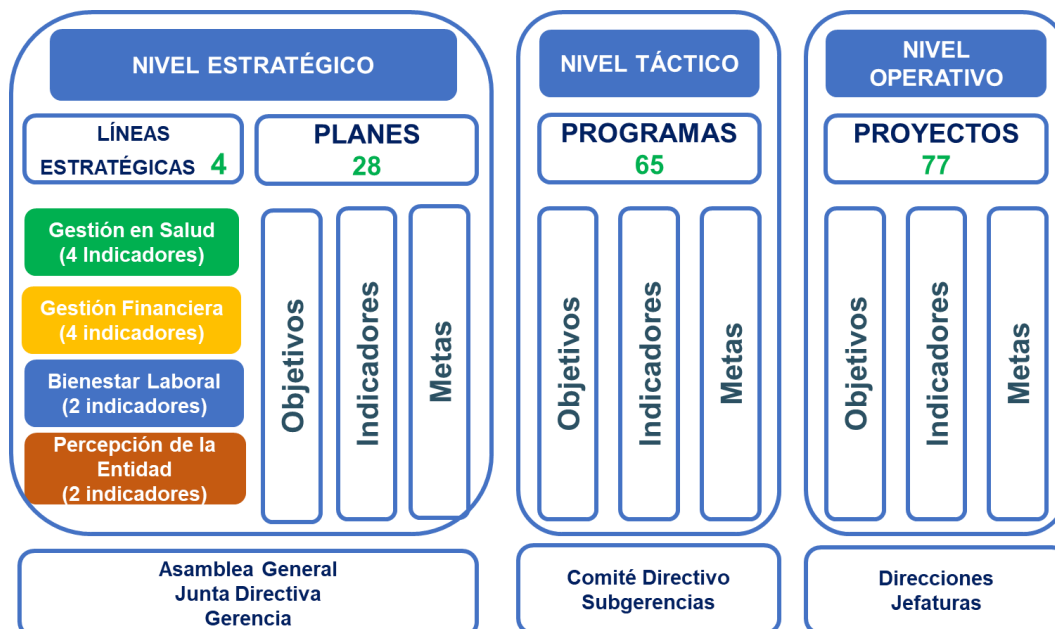 NIVEL ESTRATÉGICO
LÍNEAS
ESTRATÉGICAS 4
PLANES
28
Gestión en Salud
(4 Indicadores)
Gestión Financiera
(4 indicadores)
Bienestar Laboral
(2 indicadores)
Percepción de la
Entidad
(2 indicadores)
Objetivos
Indicadores
Metas
Asamblea General
Junta Directiva
Gerencia
NIVEL TÁCTICO
PROGRAMAS
65
Objetivos
Indicadores
Metas
Comité Directivo
Subgerencias
NIVEL
OPERATIVO
PROYECTOS
77
Objetivos
Indicadores
Metas
Direcciones
Jefaturas